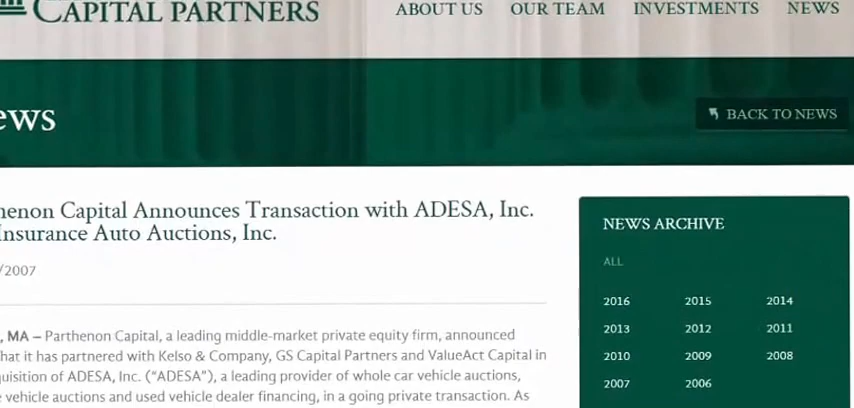 CAPITAL PARTNERS
ABOUT US OUR TEAM INVESTMENTS NEWS
ews
BACK TO NEWS
henon Capital Announces Transaction with ADESA, Inc.
Insurance Auto Auctions, Inc.
/2007
, MA – Parthenon Capital, a leading middle-market private equity firm, announced
hat it has partnered with Kelso & Company, GS Capital Partners and ValueAct Capital in
uisition of ADESA, Inc. (“ADESA”), a leading provider of whole car vehicle auctions,
vehicle auctions and used vehicle dealer financing, in a going private transaction. As
NEWS ARCHIVE
ALL
2016 2015 2014
2013 2012 2011
2010 2009 2008
2007 2006